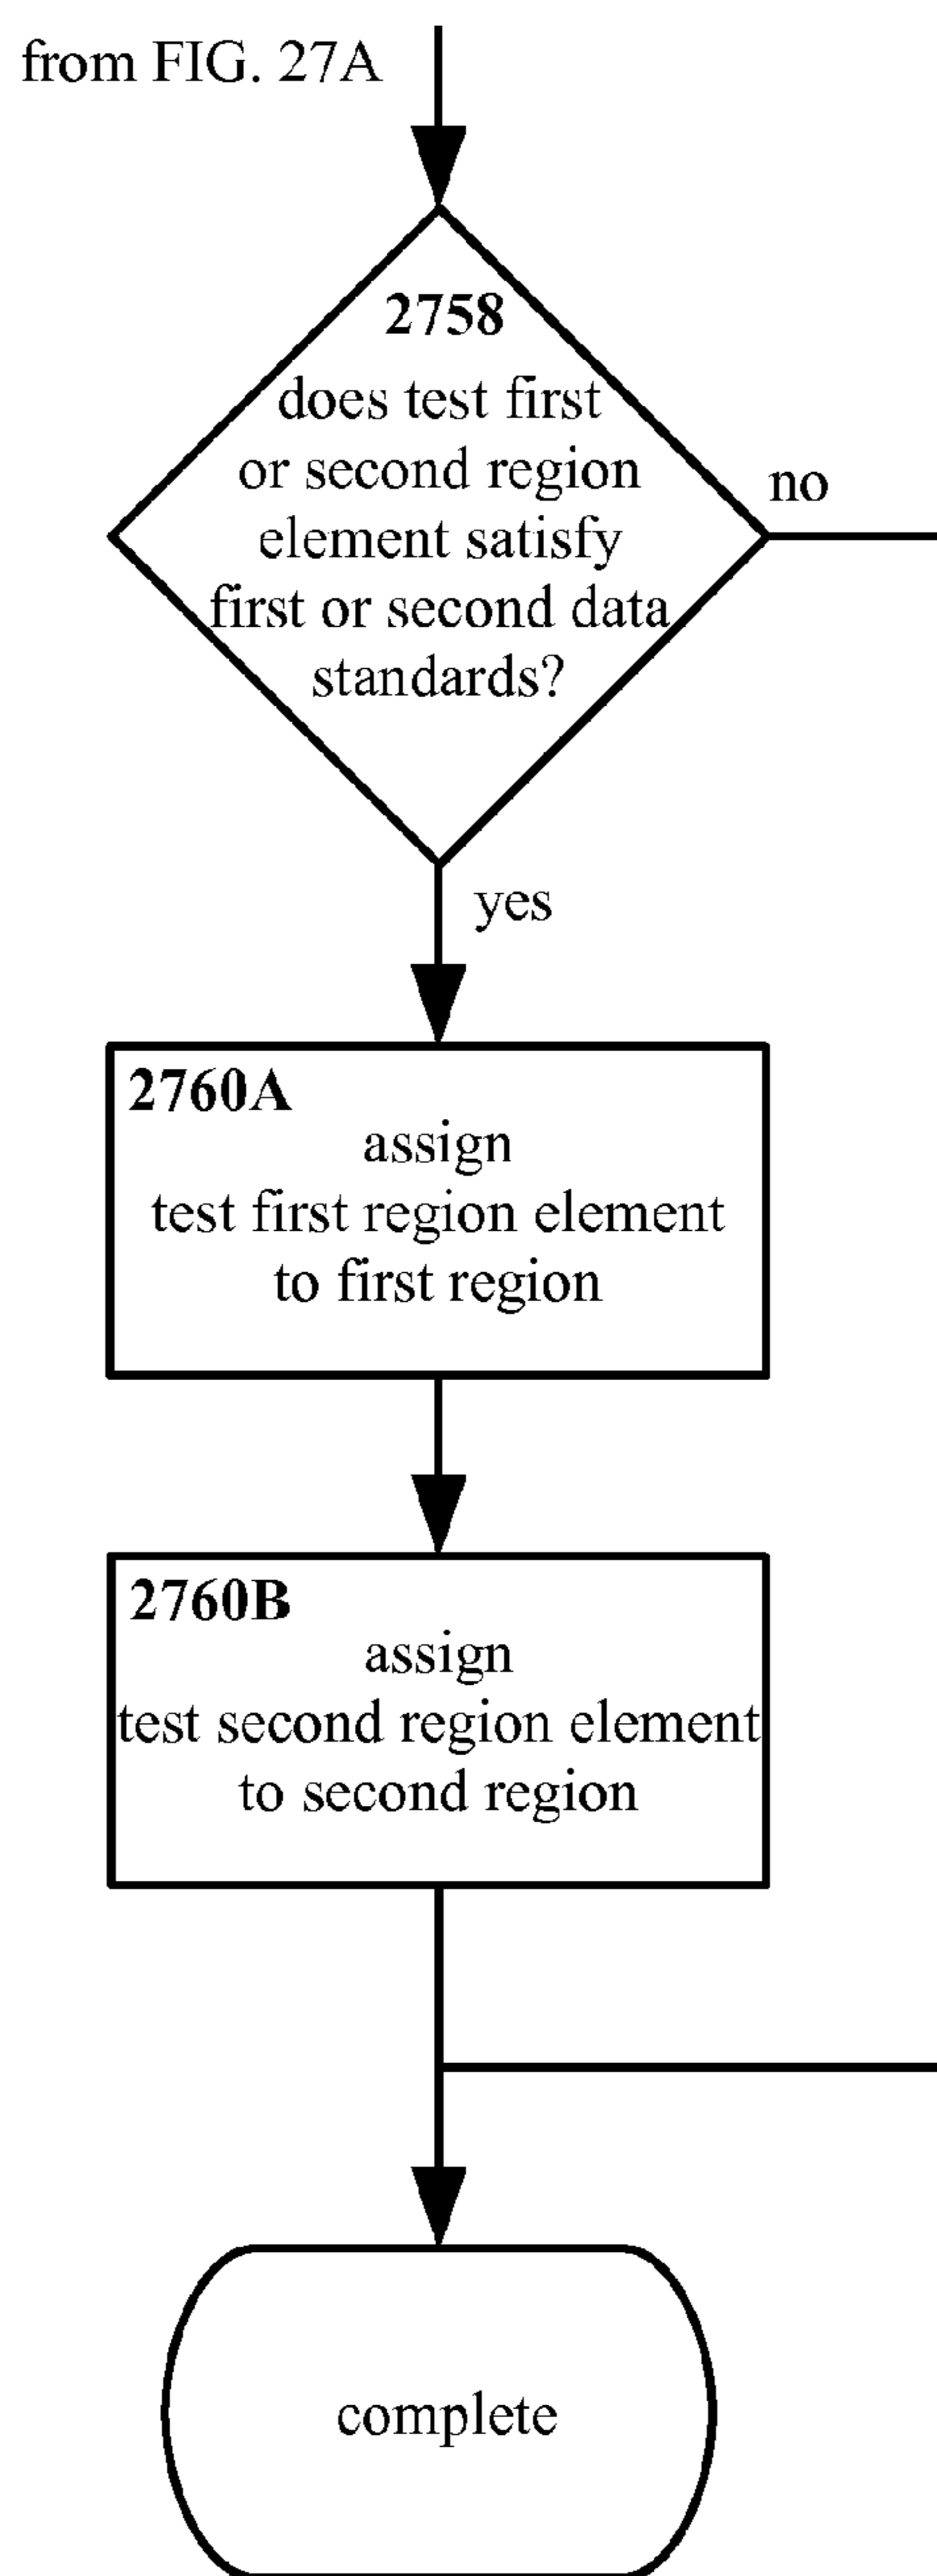 from FIG. 27A
2758
does test first
or second region
element satisfy
first or second data
standards?
no
yes
2760A
assign
test first region element
to first region
2760B
assign
test second region element
to second region
complete